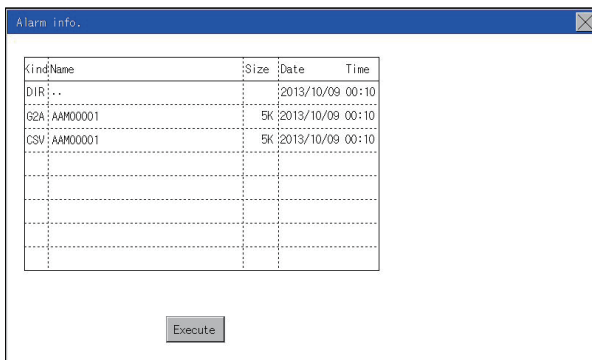 Alarm info.
Kind Name Size Date Time
DIR .. 2013/10/09 00:10
G2A AAM00001 5K 2013/10/09 00:10
CSV AAM00001 5K 2013/10/09 00:10
Execute